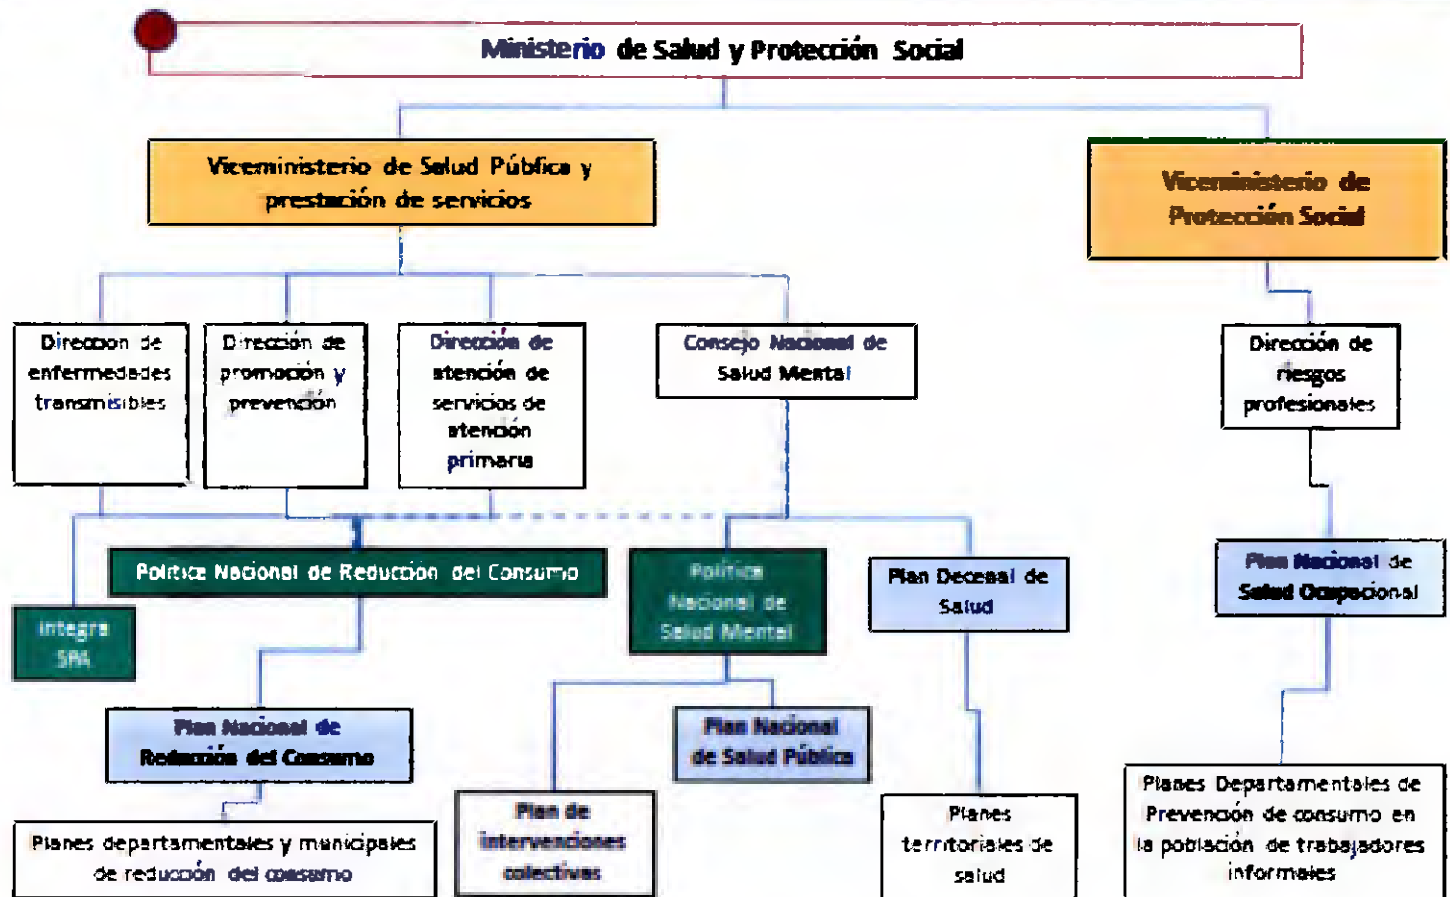 Ministerio de Salud y Protección Social
Viceministerio de Salud Pública y
prestación de servicios
Viceministerio de
Protección Social
Dirección de
enfermedades
transmisibles
Dirección de
promoción y
prevención
Dirección de
atención de
servicios de
atención
primaria
Consejo Nacional de
Salud Mental
Dirección de
riesgos
profesionales
Política Nacional de Reducción del Consumo
Integra
SPA
Política
Nacional de
Salud Mental
Plan Decenal de
Salud
Plan Nacional de
Salud Ocupacional
Plan Nacional de
Reducción del Consumo
Plan Nacional
de Salud Pública
Planes departamentales y municipales
de reducción del consumo
Plan de
intervenciones
colectivas
Planes
territoriales de
salud
Planes Departamentales de
Prevención de consumo en
la población de trabajadores
informales